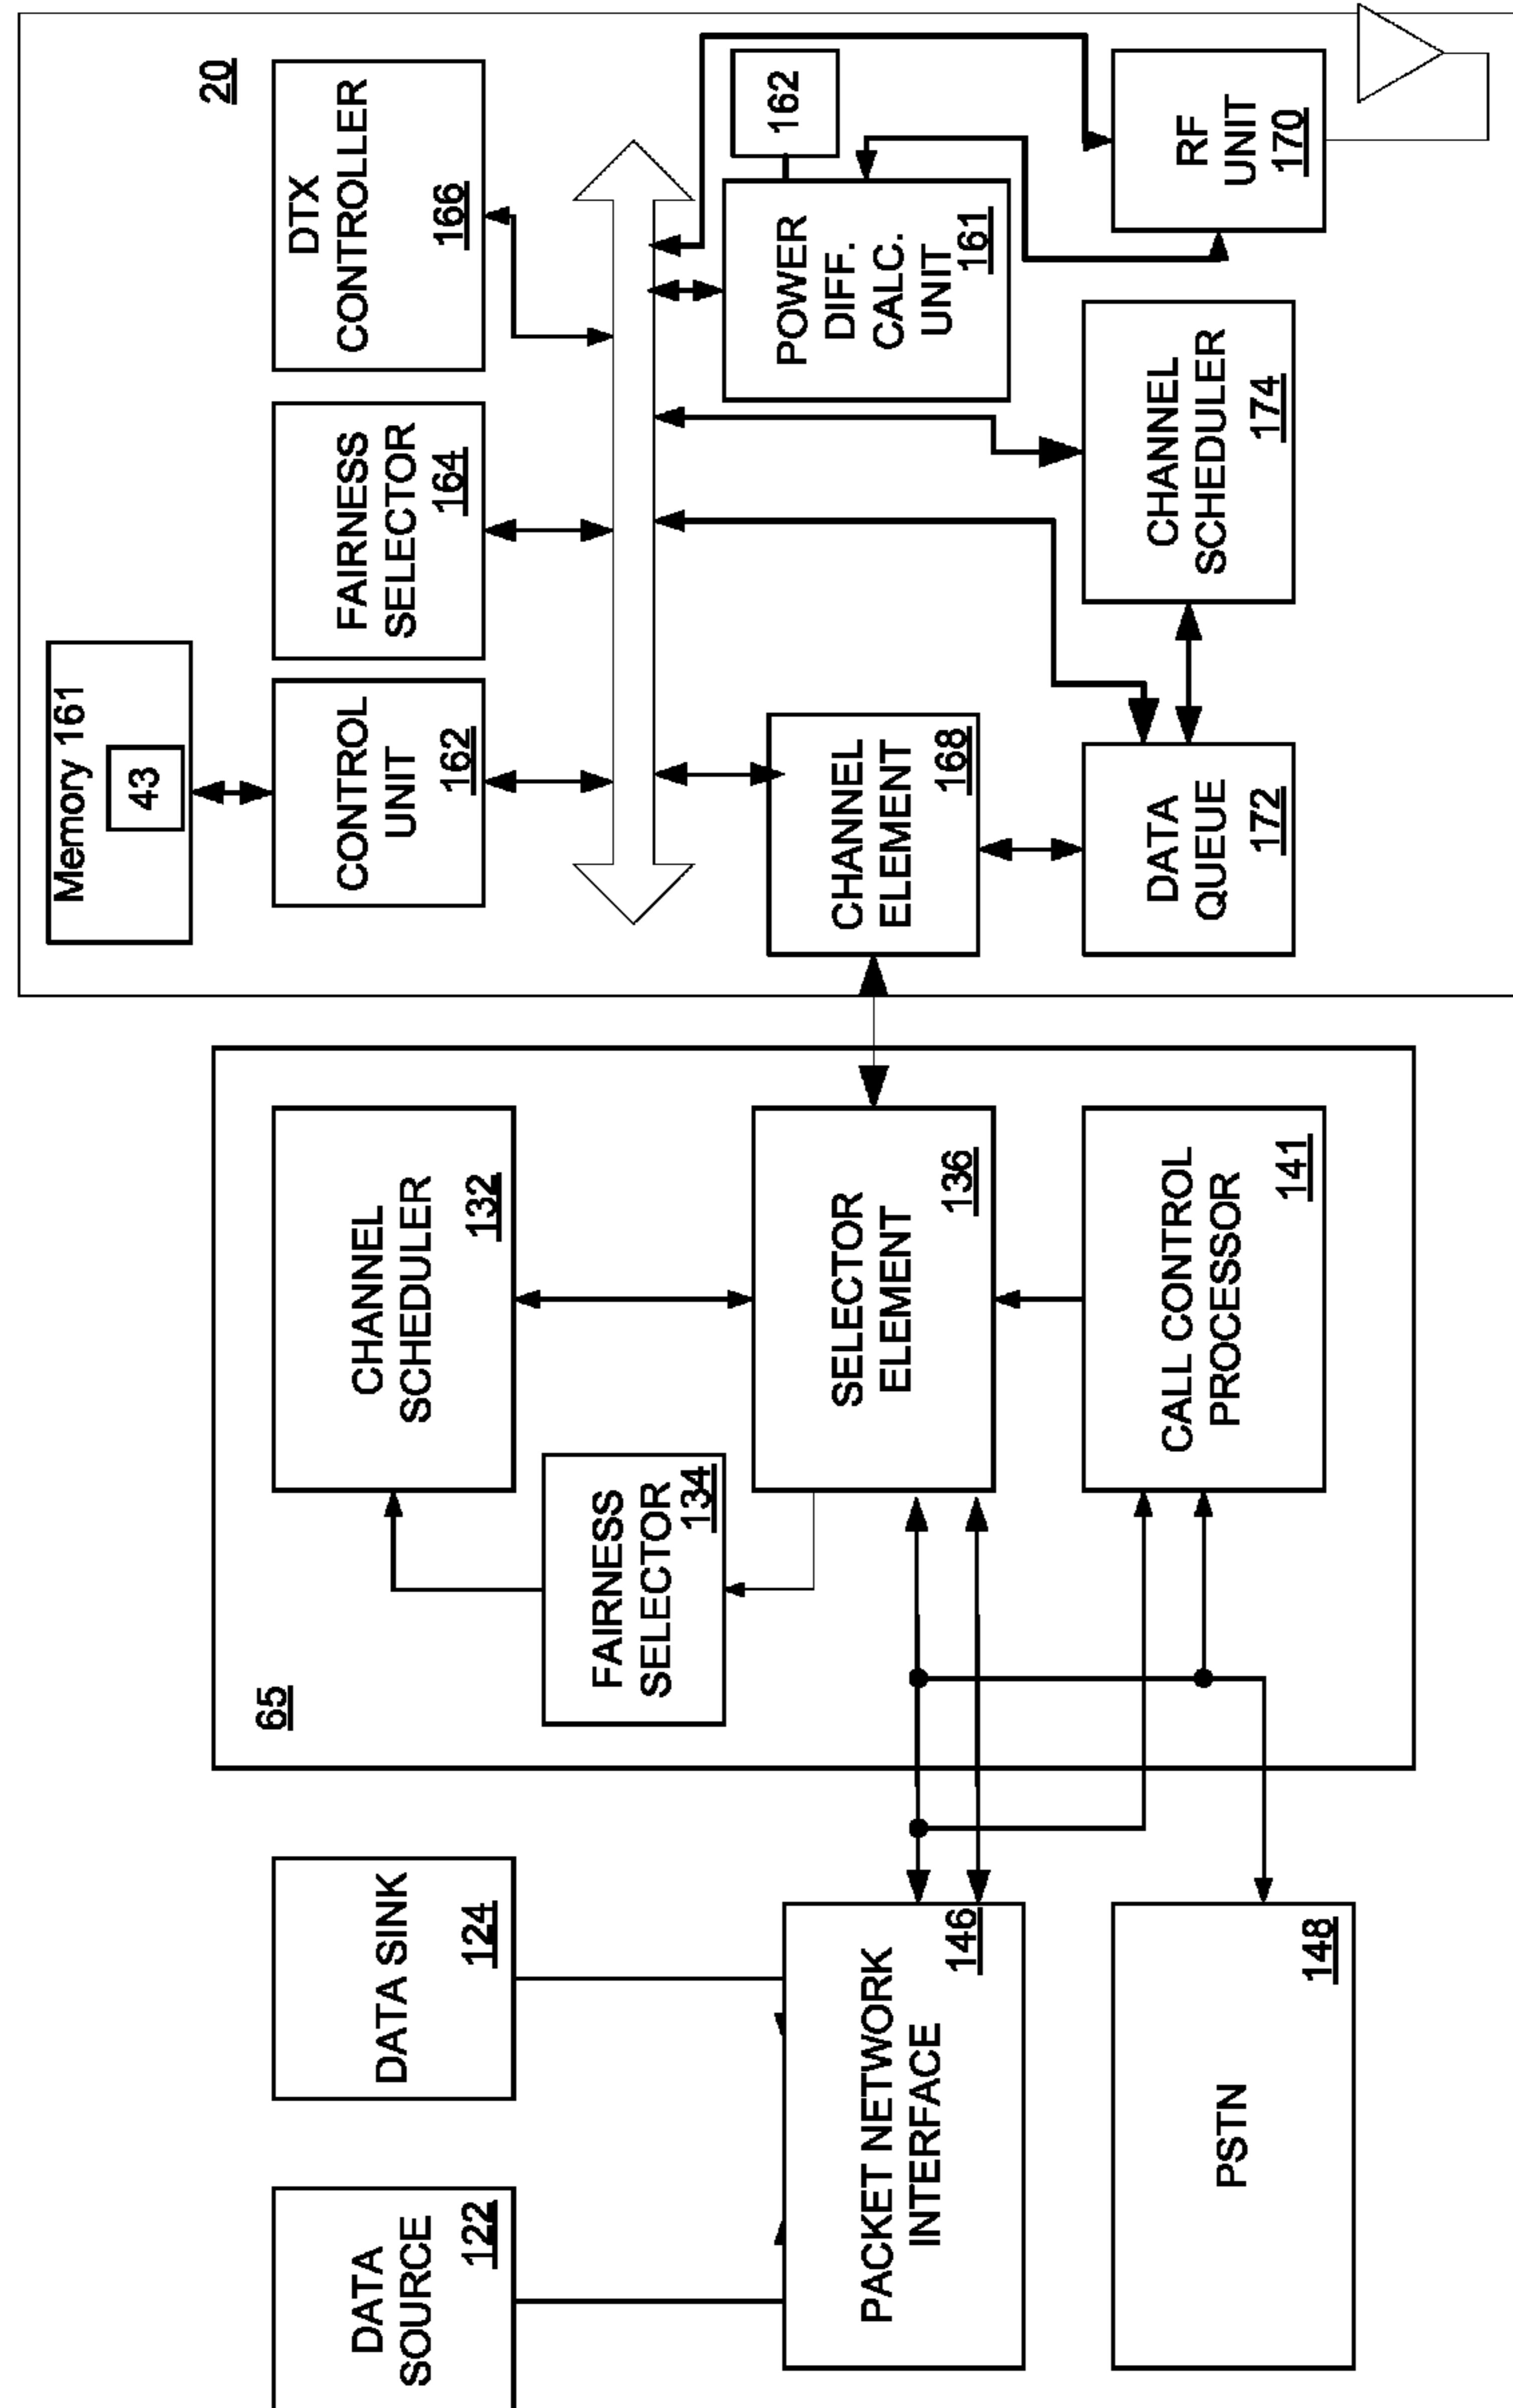 DATA
SOURCE
122
DATA SINK
124
PACKET NETWORK
INTERFACE
146
PSTN
148
65
FAIRNESS
SELECTOR
134
CHANNEL
SCHEDULER
132
SELECTOR
ELEMENT
136
CALL CONTROL
PROCESSOR
141
20
Memory 161
43
CONTROL
UNIT
162
FAIRNESS
SELECTOR
164
DTX
CONTROLLER
166
CHANNEL
ELEMENT
168
POWER
DIFF.
CALC.
UNIT
161
162
DATA
QUEUE
172
CHANNEL
SCHEDULER
174
RF
UNIT
170